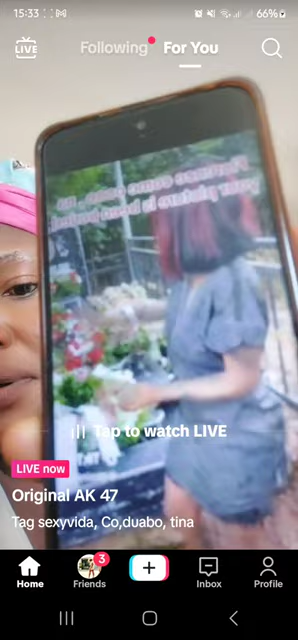 15:33
66%
LIVE
Following
For You
Tap to watch LIVE
LIVE now
Original AK 47
Tag sexyvida, Co,duabo, tina
3
Home
Friends
Inbox
Profile